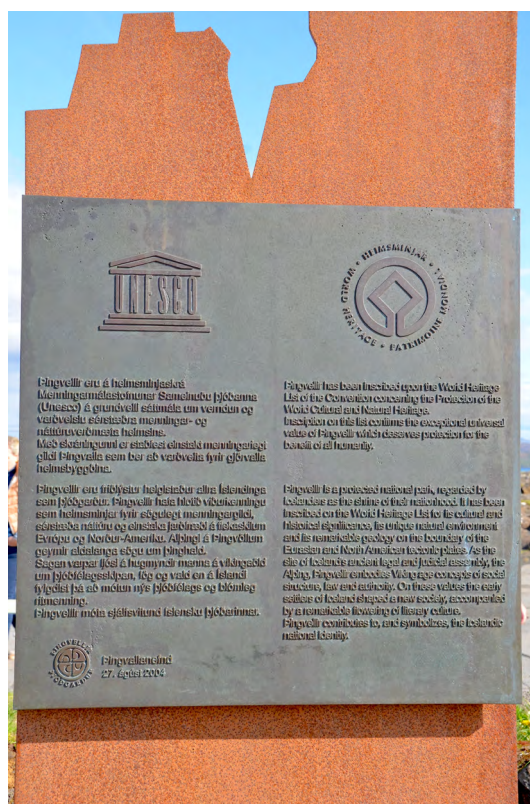 UNESCO
HEIMSMINJAR • WORLD HERITAGE • PATRIMOINE MONDIAL •
Þingvellir eru á heimsminjaskrá
Menningarmálastofnunar Sameinuðu þjóðanna
(Unesco) á grundvelli sáttmála um verndun og
varðveislu sérstæðra menningar- og
náttúruverðmæta heimsins.
Með skráningunni er staðfest einstakt menningarlegt
gildi Þingvalla sem ber að varðveita fyrir gjörvalla
heimsbyggðina.
Þingvellir eru friðlýstur helgistaður allra Íslendinga
sem þjóðgarður. Þingvellir hafa hlotið viðurkenningu
sem heimsminjar fyrir sögulegt menningargildi,
sérstæða náttúru og einstaka jarðfræði á flekaskilum
Evrópu og Norður-Ameríku. Alþingi á Þingvöllum
geymir aldalanga sögu um þinghald.
Sagan varpar ljósi á hugmyndir manna á víkingaöld
um þjóðfélagsskipan, lög og vald en á Íslandi
fylgdist það að mótun nýs þjóðfélags og blómleg
ritmenning.
Þingvellir móta sjálfsvitund íslensku þjóðarinnar.
ÞINGVELLIR
ÞJÓÐGARÐUR
Þingvallanefnd
27. ágúst 2004
Þingvellir has been inscribed upon the World Heritage
List of the Convention concerning the Protection of the
World Cultural and Natural Heritage.
Inscription on this list confirms the exceptional universal
value of Þingvellir which deserves protection for the
benefit of all humanity.
Þingvellir is a protected national park, regarded by
Icelanders as the shrine of their nationhood. It has been
inscribed on the World Heritage List for its cultural and
historical significance, its unique natural environment
and its remarkable geology on the boundary of the
Eurasian and North American tectonic plates. As the
site of Iceland's ancient legal and judicial assembly, the
Alþing, Þingvellir embodies Viking age concepts of social
structure, law and authority. On these values the early
settlers of Iceland shaped a new society, accompanied
by a remarkable flowering of literary culture.
Þingvellir contributes to, and symbolizes, the Icelandic
national identity.